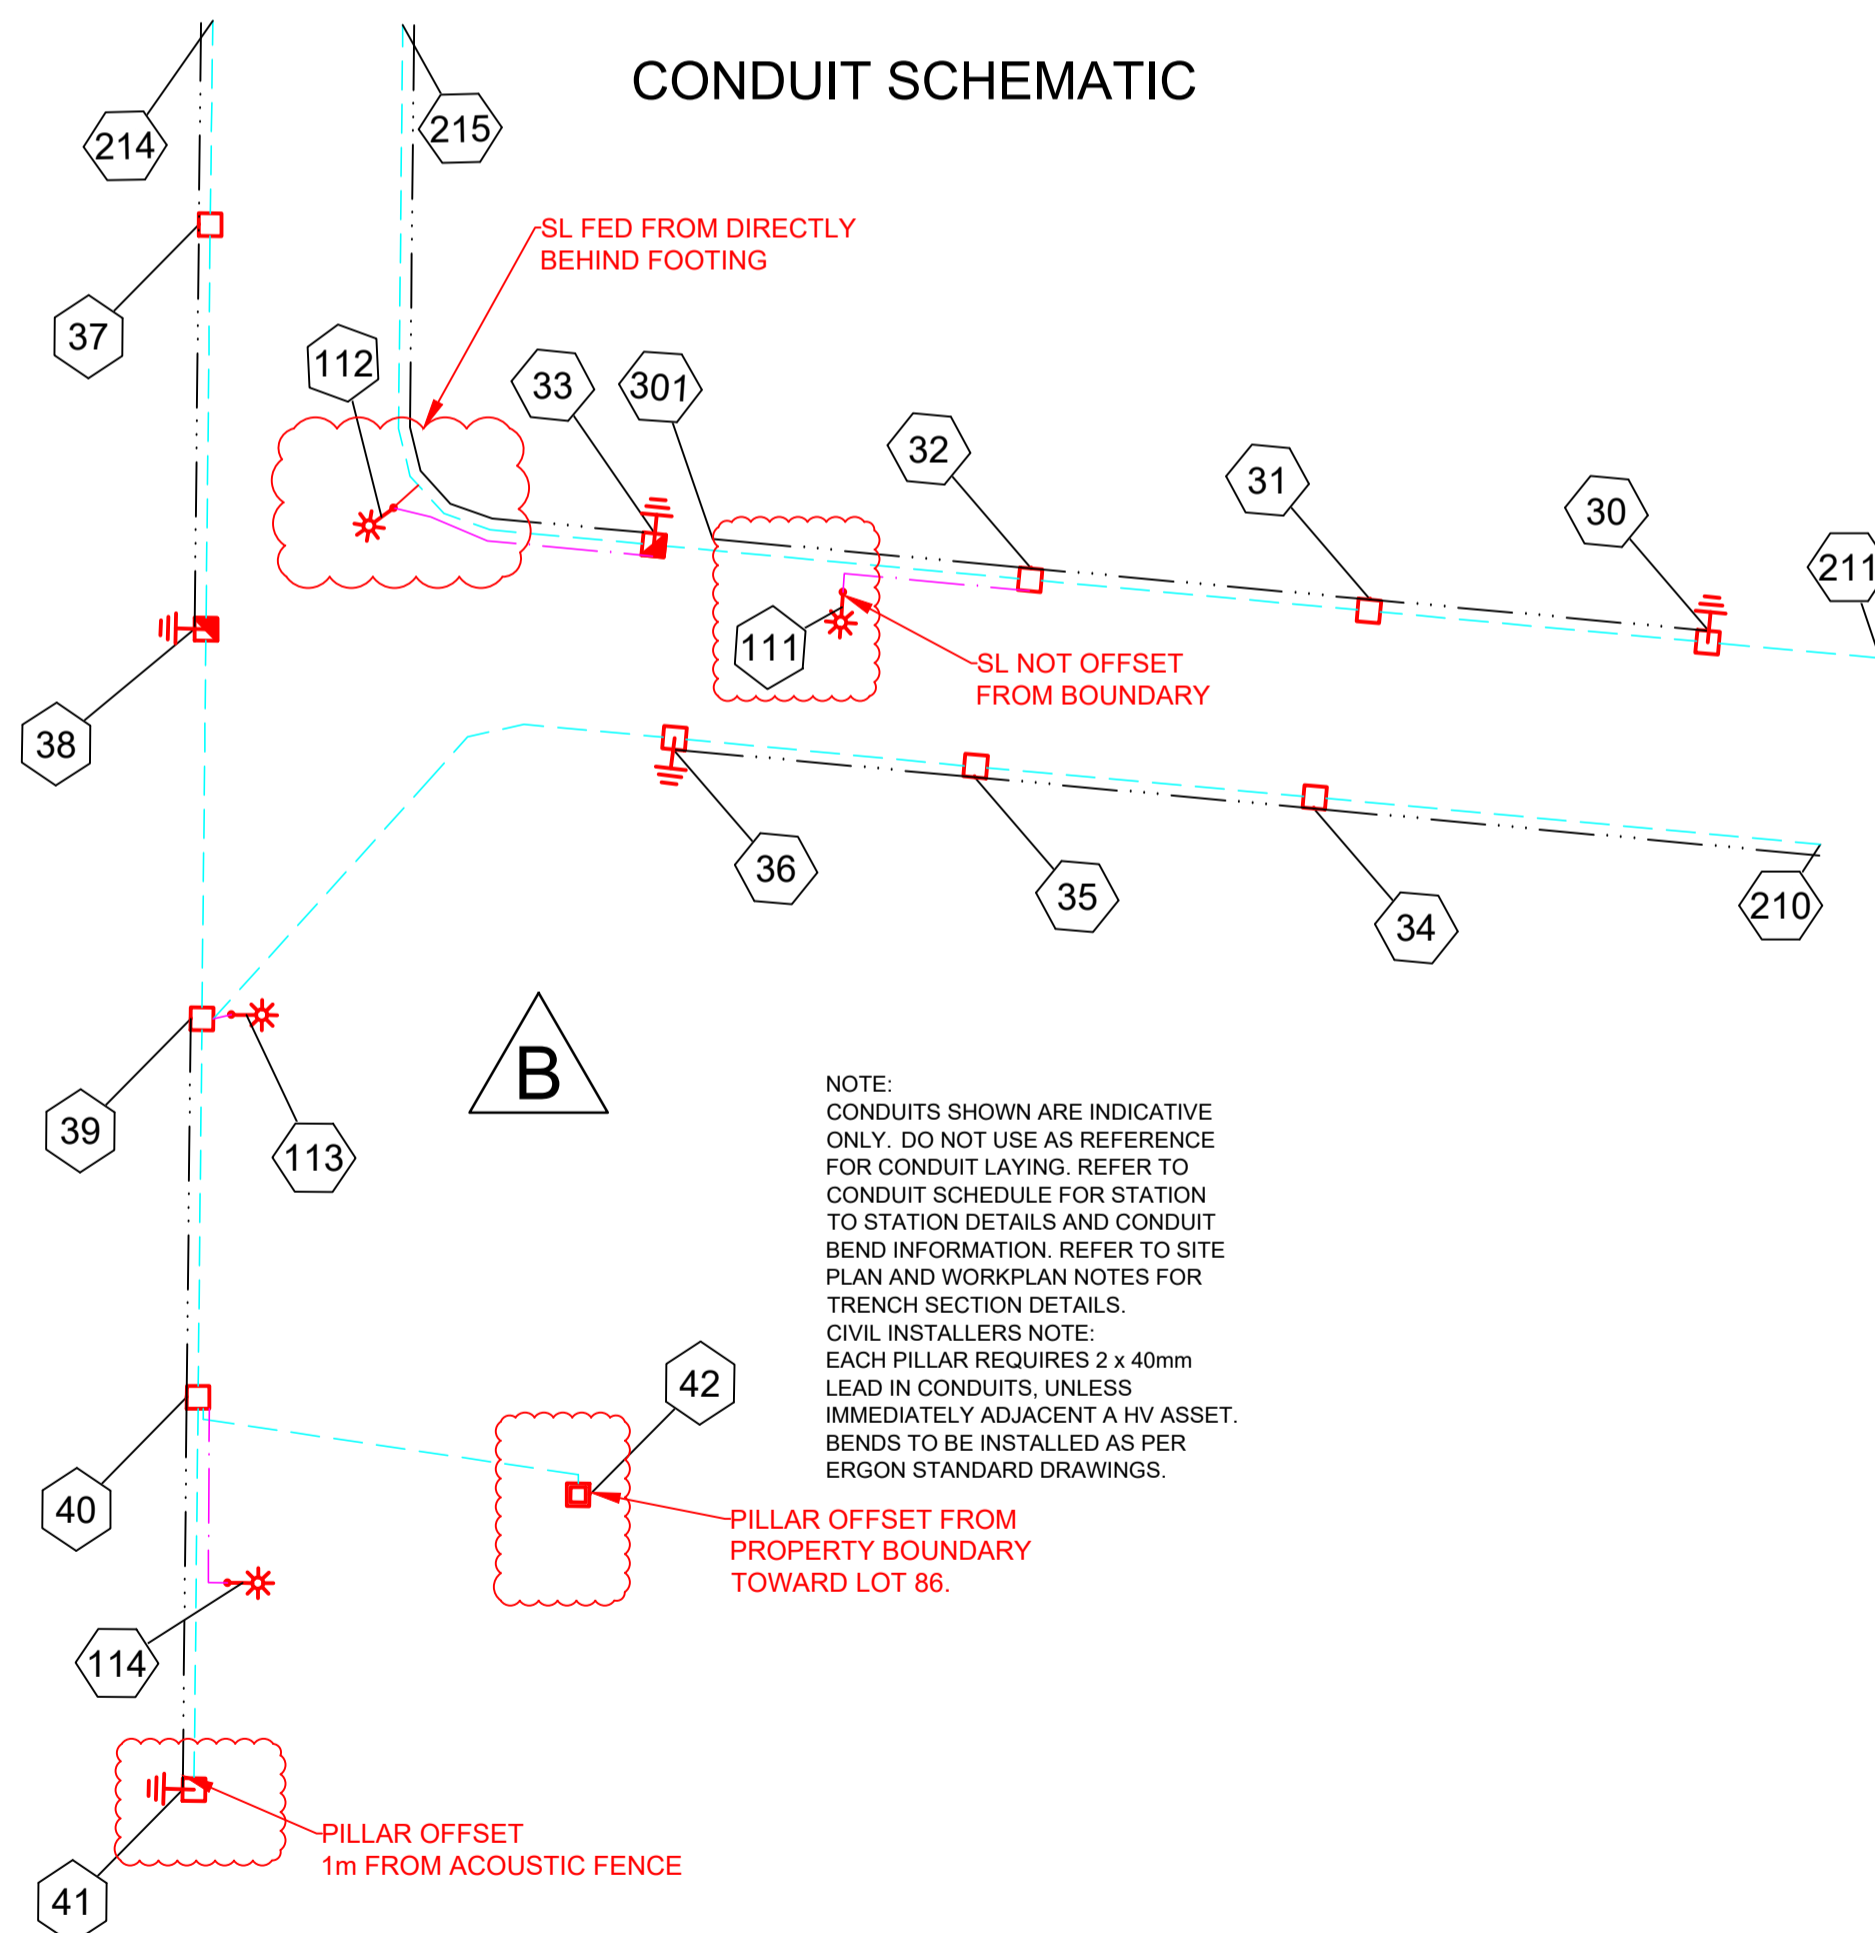 CONDUIT SCHEMATIC
214
215
SL FED FROM DIRECTLY
BEHIND FOOTING
37
112
33
301
32
31
30
211
111
SL NOT OFFSET
FROM BOUNDARY
38
36
35
34
210
B
39
113
NOTE:
CONDUITS SHOWN ARE INDICATIVE
ONLY. DO NOT USE AS REFERENCE
FOR CONDUIT LAYING. REFER TO
CONDUIT SCHEDULE FOR STATION
TO STATION DETAILS AND CONDUIT
BEND INFORMATION. REFER TO SITE
PLAN AND WORKPLAN NOTES FOR
TRENCH SECTION DETAILS.
CIVIL INSTALLERS NOTE:
EACH PILLAR REQUIRES 2 x 40mm
LEAD IN CONDUITS, UNLESS
IMMEDIATELY ADJACENT A HV ASSET.
BENDS TO BE INSTALLED AS PER
ERGON STANDARD DRAWINGS.
42
40
PILLAR OFFSET FROM
PROPERTY BOUNDARY
TOWARD LOT 86.
114
PILLAR OFFSET
1m FROM ACOUSTIC FENCE
41